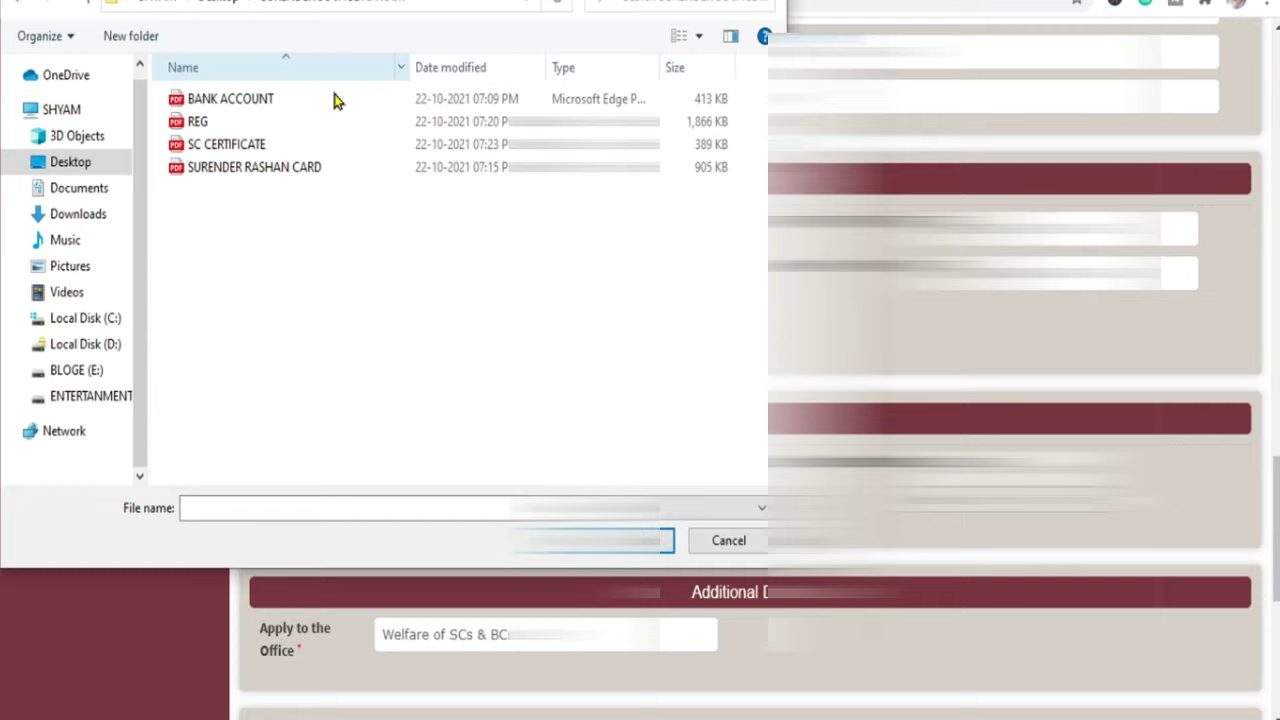 Organize
New folder
Name
Date modified
Type
Size
OneDrive
SHYAM
3D Objects
Desktop
Documents
Downloads
Music
Pictures
Videos
Local Disk (C:)
Local Disk (D:)
BLOGE (E:)
ENTERTANMENT
Network
BANK ACCOUNT 22-10-2021 07:09 PM Microsoft Edge P... 413 KB
REG 22-10-2021 07:20 P 1,866 KB
SC CERTIFICATE 22-10-2021 07:23 P 389 KB
SURENDER RASHAN CARD 22-10-2021 07:15 P 905 KB
File name:
Cancel
Additional D
Apply to the
Office *
Welfare of SCs & BC